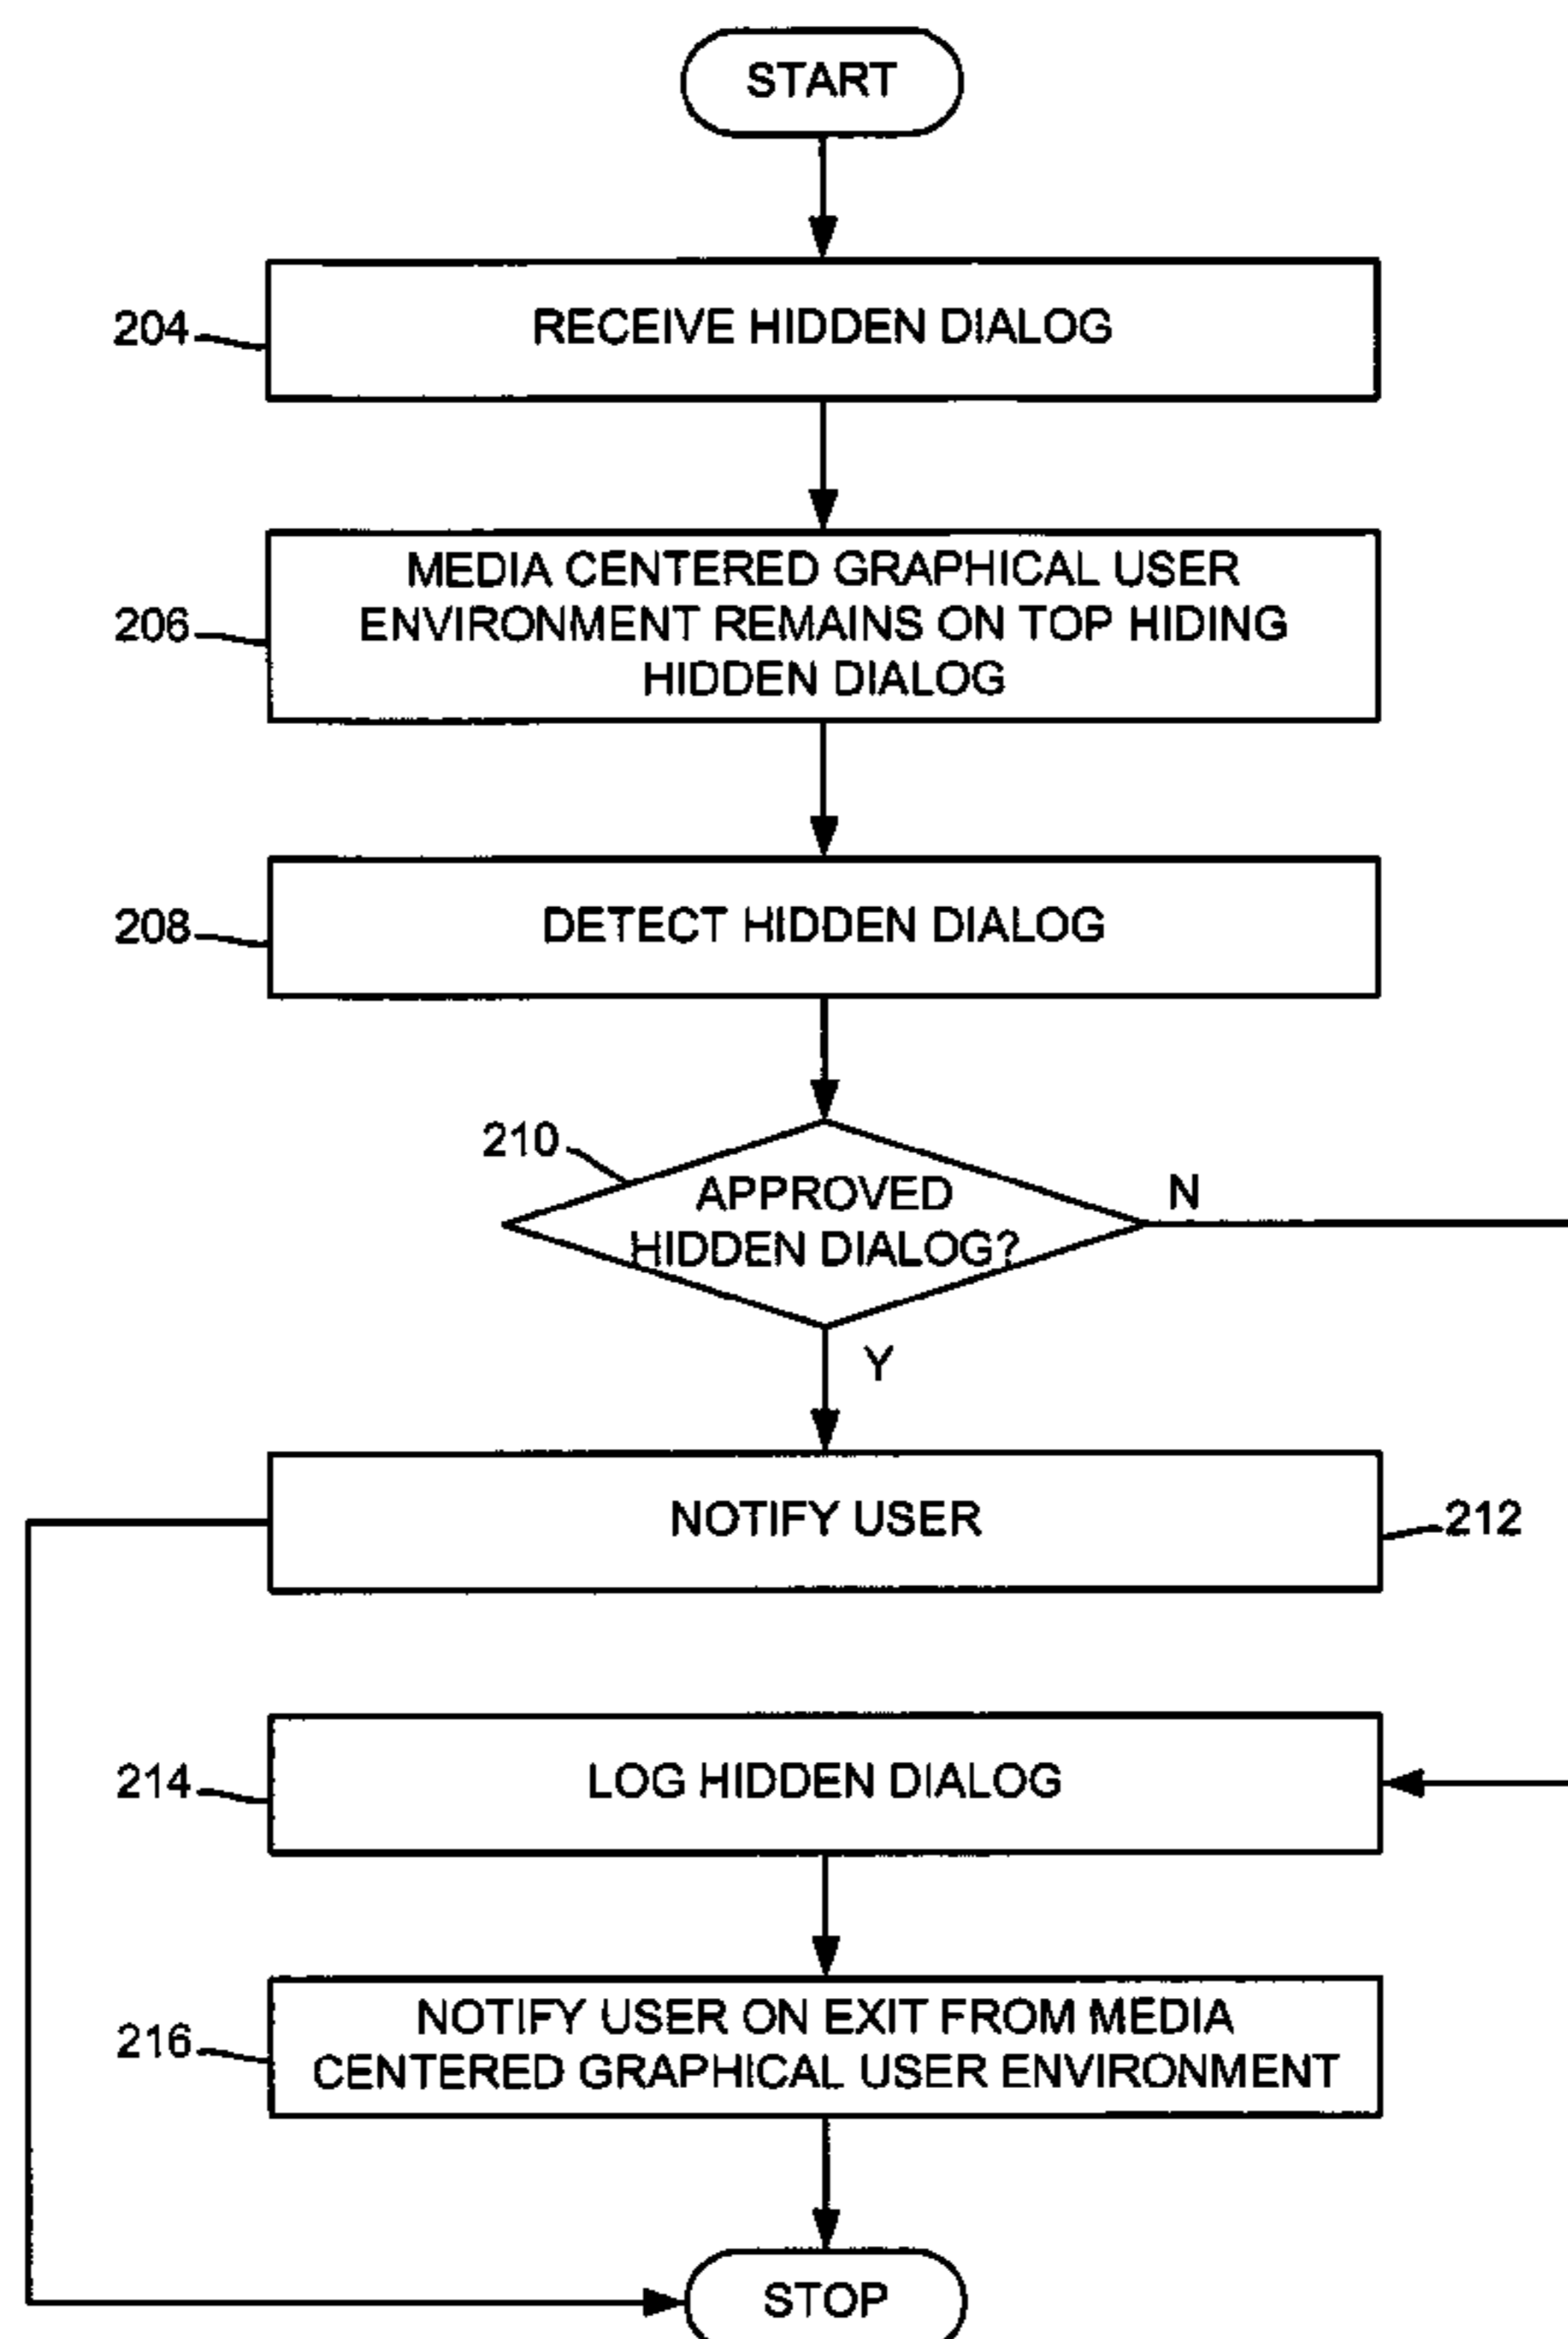 START
204
RECEIVE HIDDEN DIALOG
206
MEDIA CENTERED GRAPHICAL USER
ENVIRONMENT REMAINS ON TOP HIDING
HIDDEN DIALOG
208
DETECT HIDDEN DIALOG
210
APPROVED
HIDDEN DIALOG?
N
Y
NOTIFY USER
212
214
LOG HIDDEN DIALOG
216
NOTIFY USER ON EXIT FROM MEDIA
CENTERED GRAPHICAL USER ENVIRONMENT
STOP